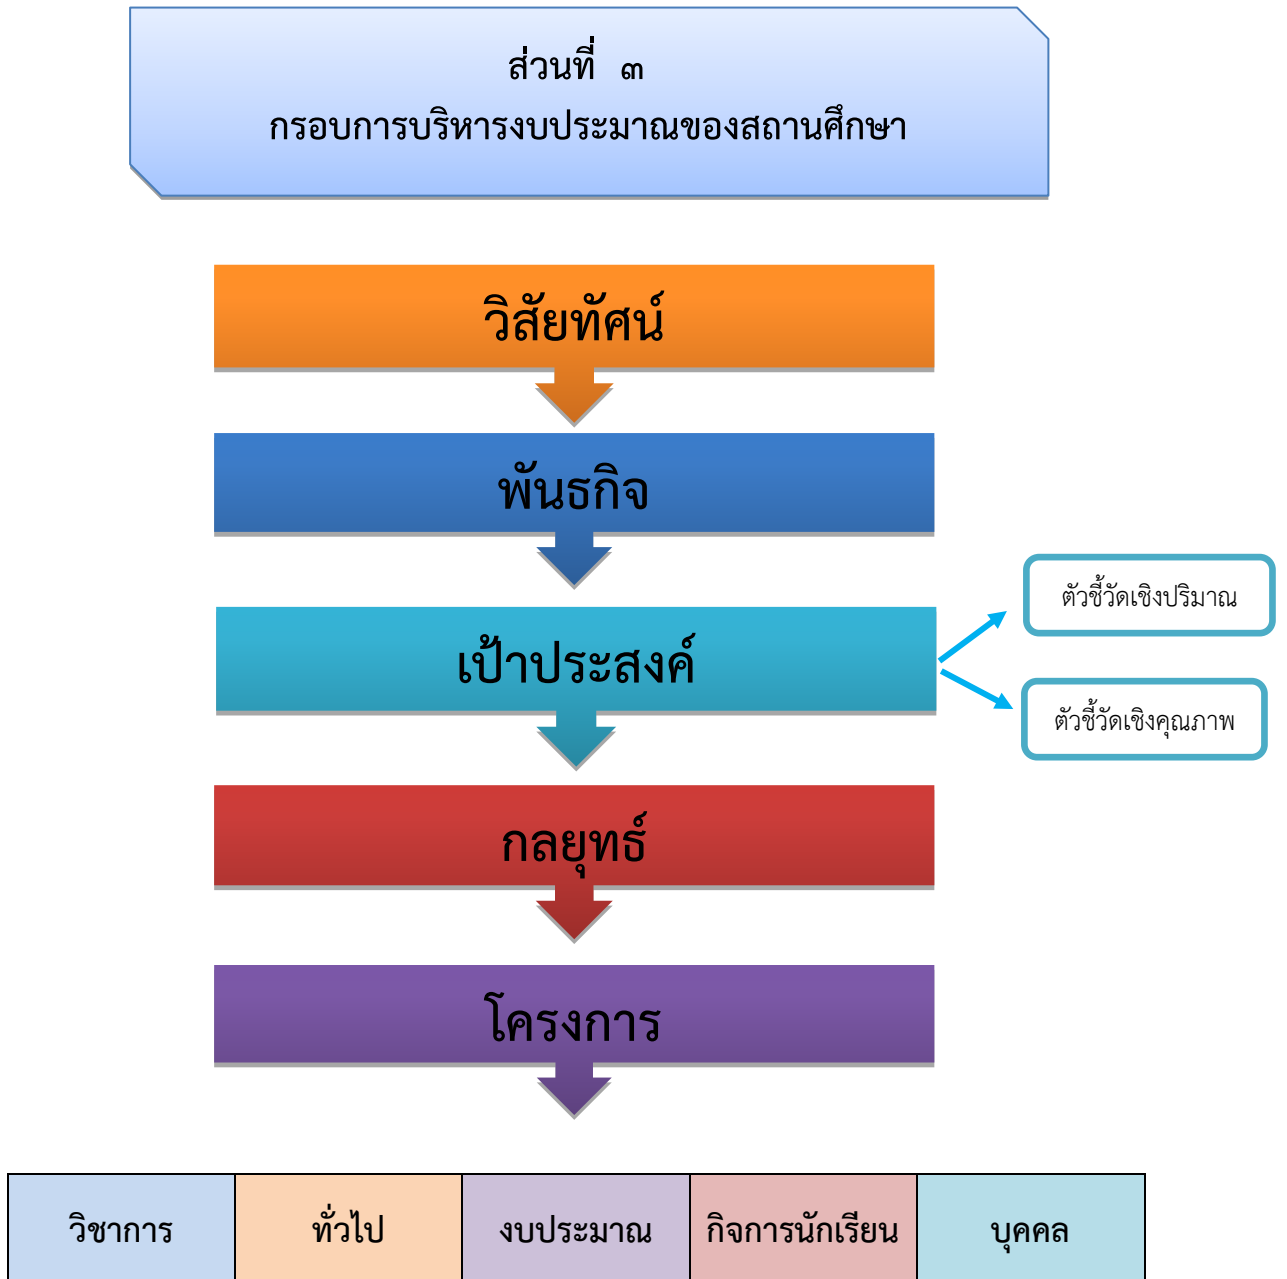 ส่วนที่ ๓
กรอบการบริหารงบประมาณของสถานศึกษา
วิสัยทัศน์
พันธกิจ
เป้าประสงค์
ตัวชี้วัดเชิงปริมาณ
ตัวชี้วัดเชิงคุณภาพ
กลยุทธ์
โครงการ
วิชาการ ทั่วไป งบประมาณ กิจการนักเรียน บุคคล